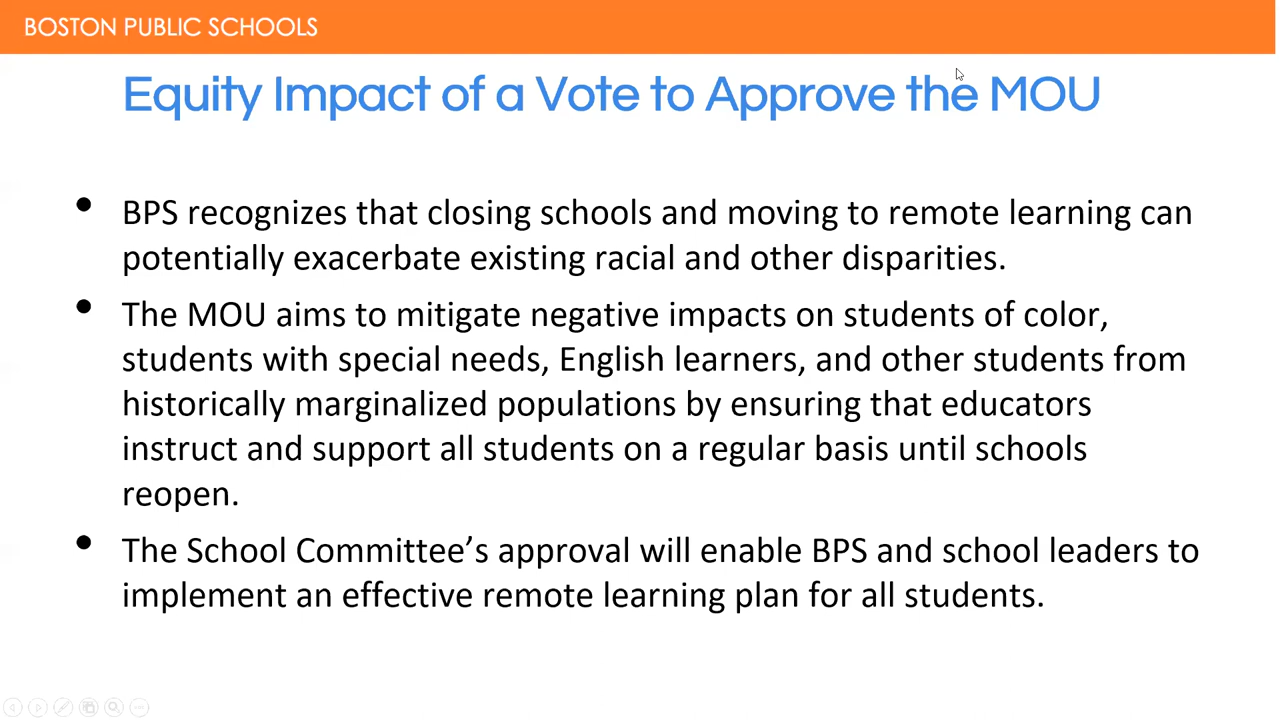 BOSTON PUBLIC SCHOOLS
Equity Impact of a Vote to Approve the MOU
• BPS recognizes that closing schools and moving to remote learning can
potentially exacerbate existing racial and other disparities.
• The MOU aims to mitigate negative impacts on students of color,
students with special needs, English learners, and other students from
historically marginalized populations by ensuring that educators
instruct and support all students on a regular basis until schools
reopen.
• The School Committee’s approval will enable BPS and school leaders to
implement an effective remote learning plan for all students.